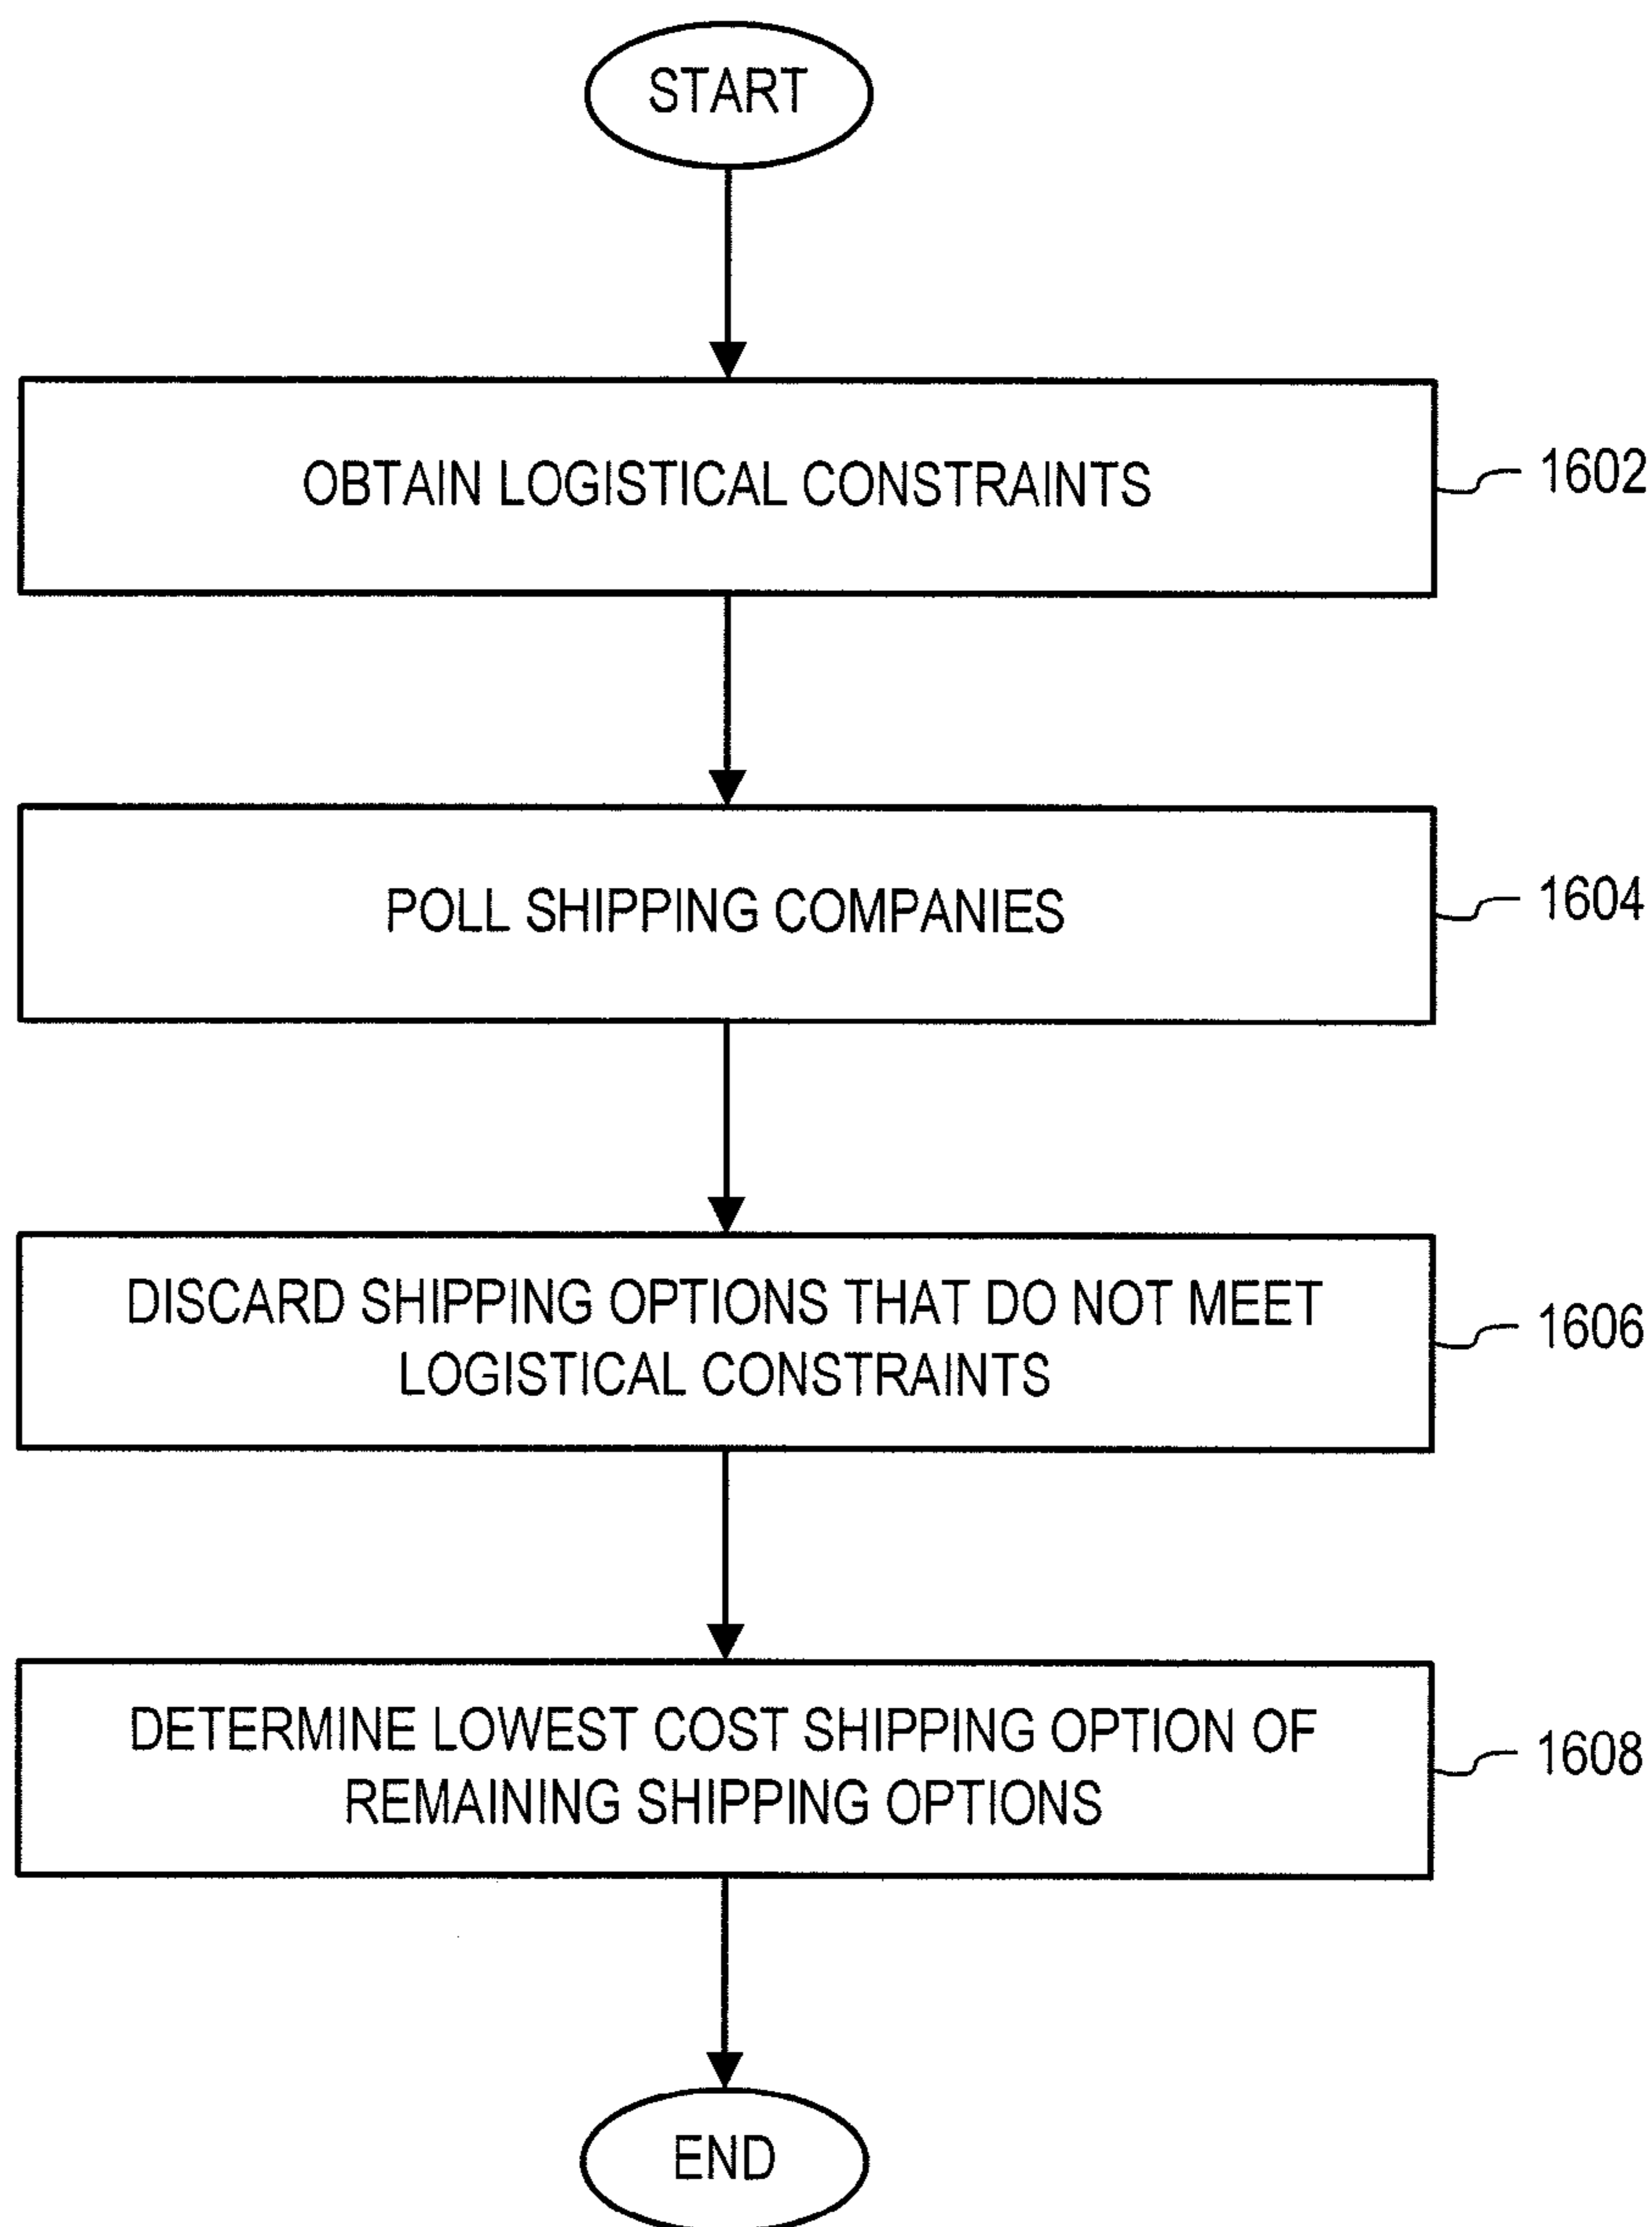 START
OBTAIN LOGISTICAL CONSTRAINTS
1602
POLL SHIPPING COMPANIES
1604
DISCARD SHIPPING OPTIONS THAT DO NOT MEET
LOGISTICAL CONSTRAINTS
1606
DETERMINE LOWEST COST SHIPPING OPTION OF
REMAINING SHIPPING OPTIONS
1608
END